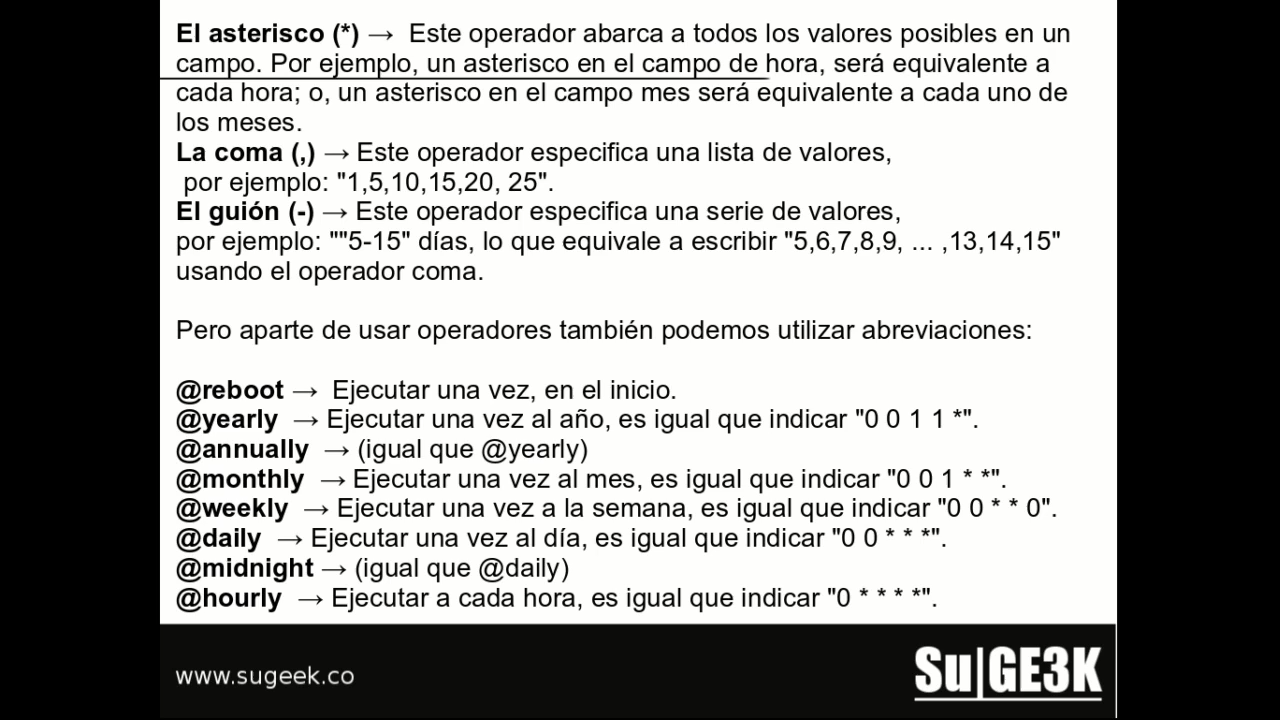 El asterisco (*) → Este operador abarca a todos los valores posibles en un
campo. Por ejemplo, un asterisco en el campo de hora, será equivalente a
cada hora; o, un asterisco en el campo mes será equivalente a cada uno de
los meses.
La coma (,) → Este operador especifica una lista de valores,
por ejemplo: "1,5,10,15,20, 25".
El guión (-) → Este operador especifica una serie de valores,
por ejemplo: ""5-15" días, lo que equivale a escribir "5,6,7,8,9, ... ,13,14,15"
usando el operador coma.
Pero aparte de usar operadores también podemos utilizar abreviaciones:
@reboot → Ejecutar una vez, en el inicio.
@yearly → Ejecutar una vez al año, es igual que indicar "0 0 1 1 *".
@annually → (igual que @yearly)
@monthly → Ejecutar una vez al mes, es igual que indicar "0 0 1 * *".
@weekly → Ejecutar una vez a la semana, es igual que indicar "0 0 * * 0".
@daily → Ejecutar una vez al día, es igual que indicar "0 0 * * *".
@midnight → (igual que @daily)
@hourly → Ejecutar a cada hora, es igual que indicar "0 * * * *".
www.sugeek.co
Su|GE3K